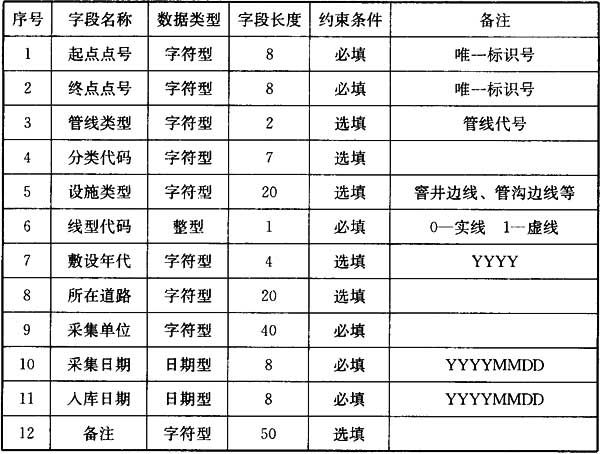 序号 字段名称 数据类型 字段长度 约束条件 备注
1 起点点号 字符型 8 必填 唯一标识号
2 终点点号 字符型 8 必填 唯一标识号
3 管线类型 字符型 2 选填 管线代号
4 分类代码 字符型 7 选填
5 设施类型 字符型 20 选填 窨井边线、管沟边线等
6 线型代码 整型 1 必填 0—实线 1—虚线
7 敷设年代 字符型 4 选填 YYYY
8 所在道路 字符型 20 选填
9 采集单位 字符型 40 必填
10 采集日期 日期型 8 必填 YYYYMMDD
11 入库日期 日期型 8 必填 YYYYMMDD
12 备注 字符型 50 选填